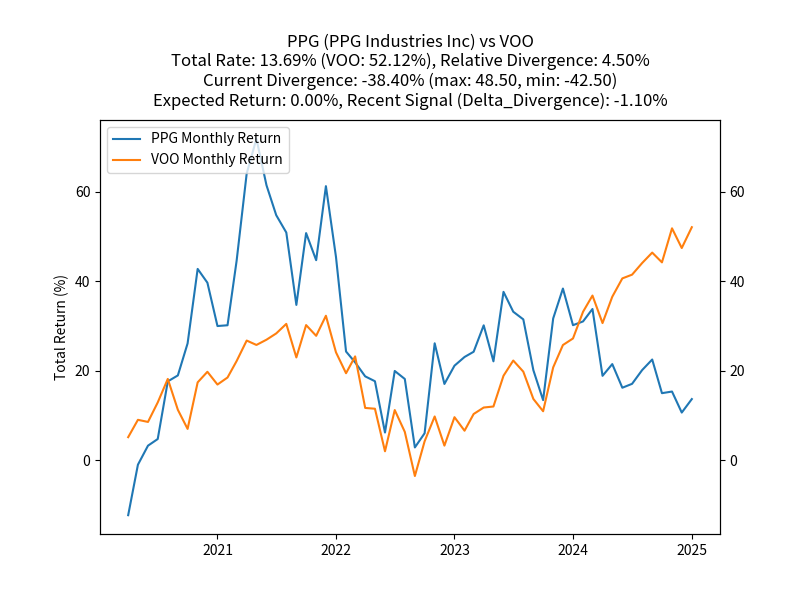 PPG (PPG Industries Inc) vs VOO
Total Rate: 13.69% (VOO: 52.12%), Relative Divergence: 4.50%
Current Divergence: -38.40% (max: 48.50, min: -42.50)
Expected Return: 0.00%, Recent Signal (Delta_Divergence): -1.10%
PPG Monthly Return
VOO Monthly Return
60 60
40 40
20 20
0 0
Total Return (%)
2021 2022 2023 2024 2025